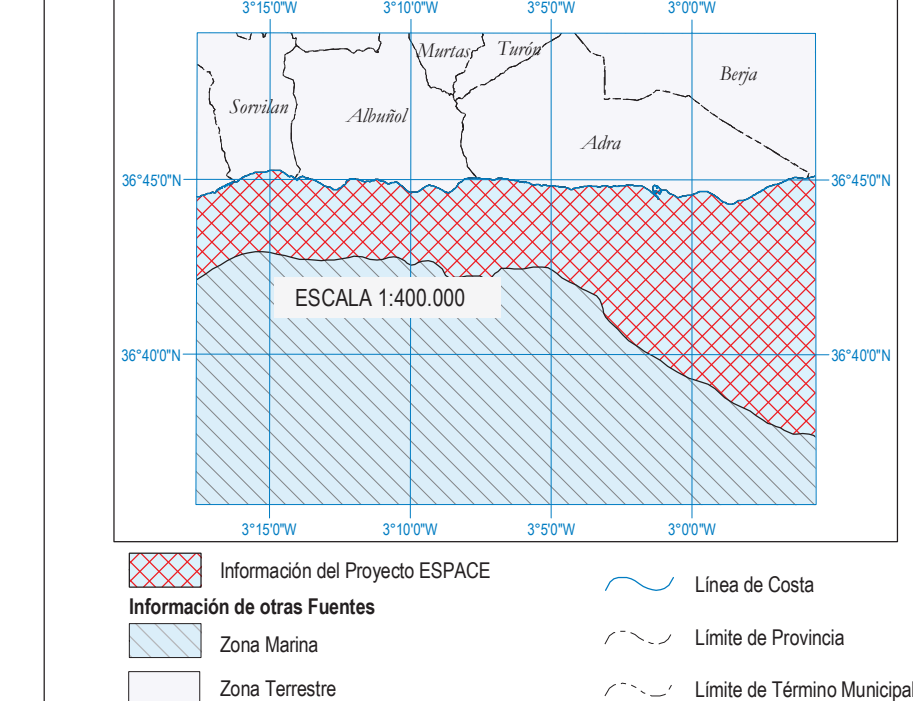 3°15'0"W 3°10'0"W 3°5'0"W 3°0'0"W
Murtas Turón
Berja
Sorvilan Albuñol
Adra
36°45'0"N 36°45'0"N
ESCALA 1:400.000
36°40'0"N 36°40'0"N
3°15'0"W 3°10'0"W 3°5'0"W 3°0'0"W
Información del Proyecto ESPACE
Línea de Costa
Información de otras Fuentes
Zona Marina
Límite de Provincia
Zona Terrestre
Límite de Término Municipal